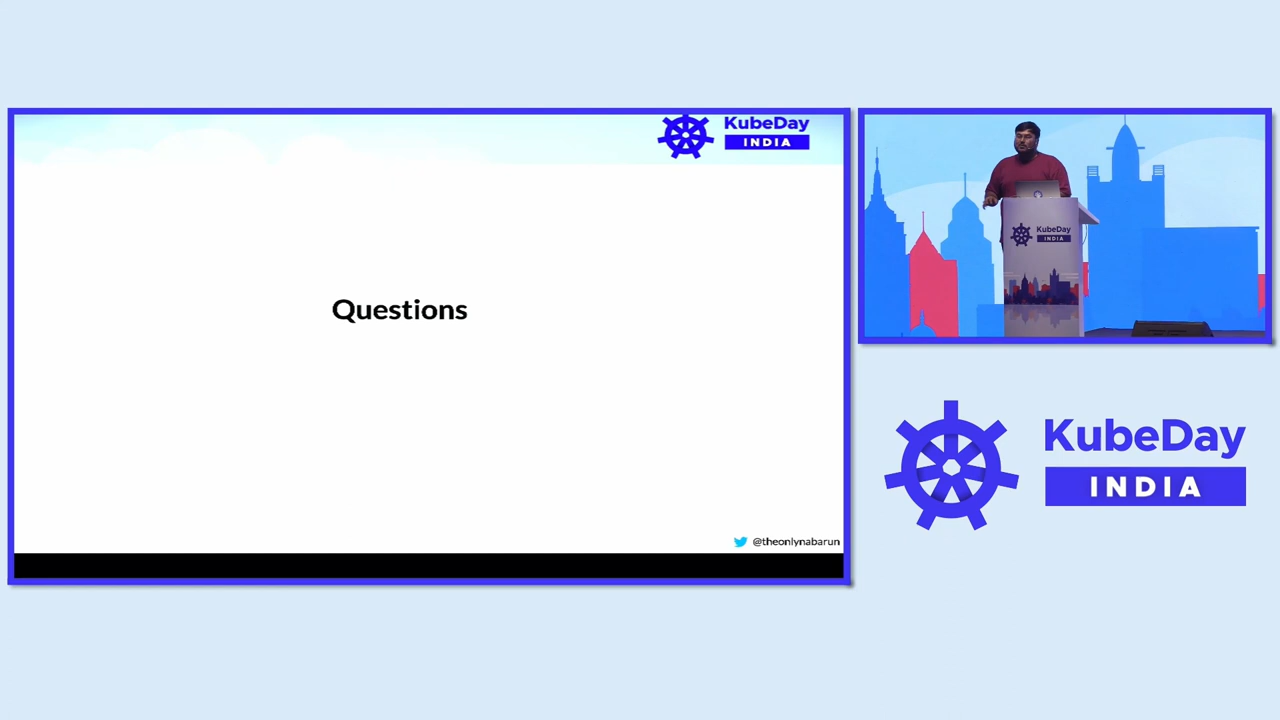 KubeDay
INDIA
Questions
@theonlynabarun
KubeDay
INDIA
KubeDay
INDIA